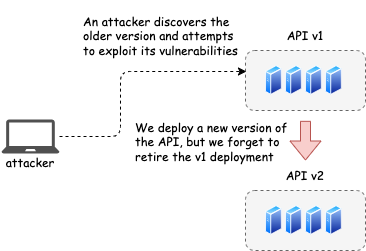 An attacker discovers the
older version and attempts
to exploit its vulnerabilities
API v1
attacker
We deploy a new version of
the API, but we forget to
retire the v1 deployment
API v2